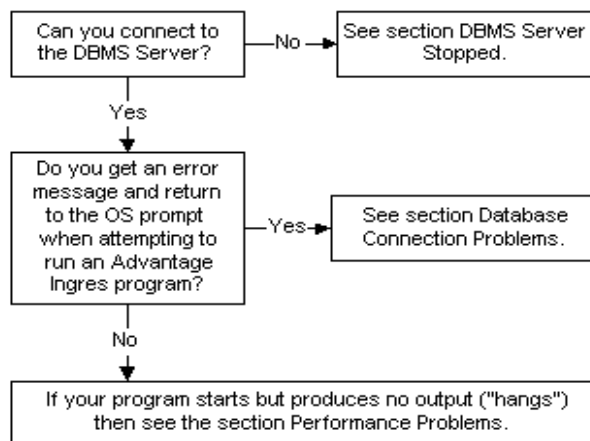 Can you connect to
the DBMS Server?
No
See section DBMS Server
Stopped.
Yes
Do you get an error
message and return
to the OS prompt
when attempting to
run an Advantage
Ingres program?
Yes
See section Database
Connection Problems.
No
If your program starts but produces no output ("hangs")
then see the section Performance Problems.